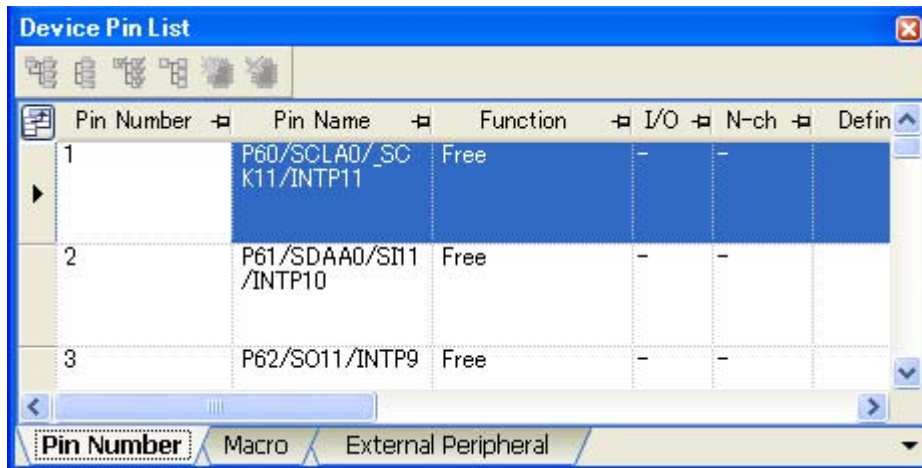 Device Pin List
Pin Number Pin Name Function I/O N-ch Defin
1 P60/SCLA0/_SC Free - -
K11/INTP11
2 P61/SDAA0/SI11 Free - -
/INTP10
3 P62/SO11/INTP9 Free - -
Pin Number Macro External Peripheral